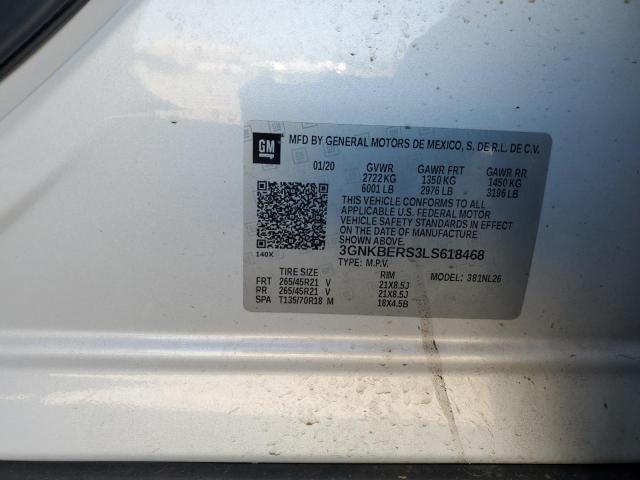 GM
MFD BY GENERAL MOTORS DE MEXICO, S. DE R.L. DE C.V.
01/20 GVWR GAWR FRT GAWR RR
2722 KG 1350 KG 1450 KG
6001 LB 2976 LB 3196 LB
THIS VEHICLE CONFORMS TO ALL
APPLICABLE U.S. FEDERAL MOTOR
VEHICLE SAFETY STANDARDS IN EFFECT
ON THE DATE OF MANUFACTURE
SHOWN ABOVE.
140X
3GNKBERS3LS618468
TYPE: M.P.V. MODEL: 381NL26
TIRE SIZE RIM
FRT 265/45R21 V 21X8.5J
RR 265/45R21 V 21X8.5J
SPA T135/70R18 M 18X4.5B